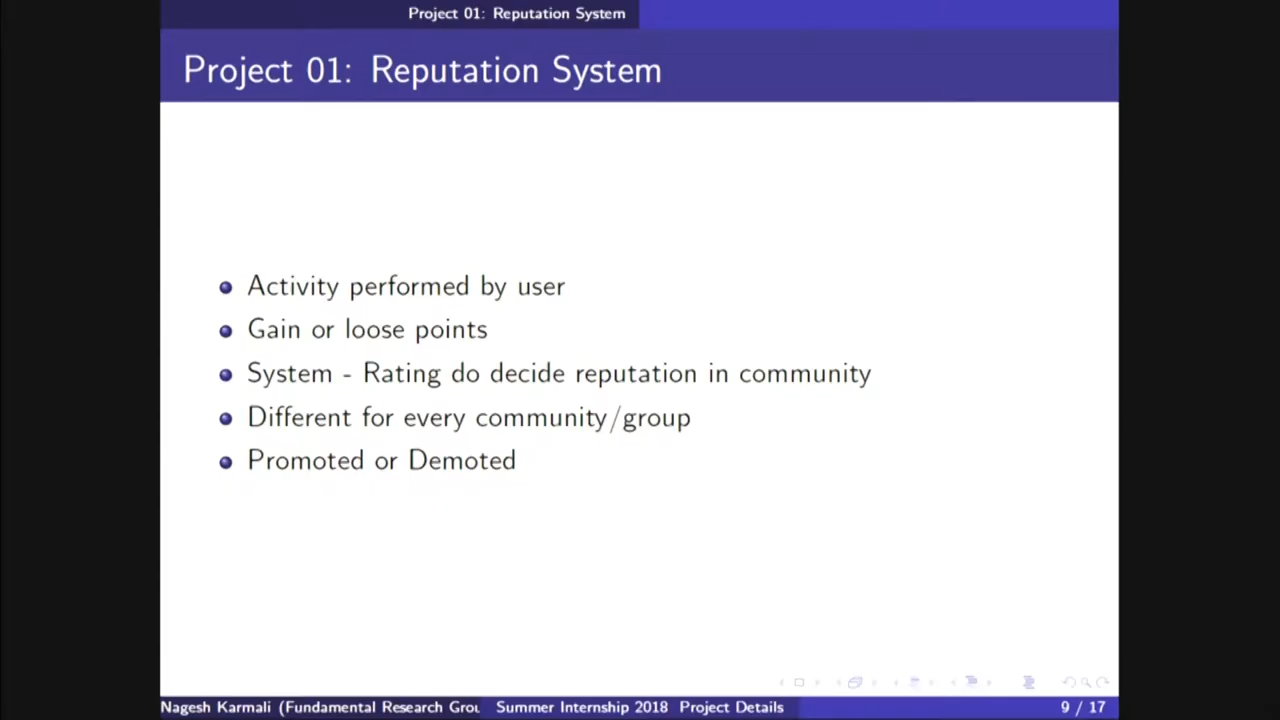 Project 01: Reputation System
Project 01: Reputation System
Activity performed by user
Gain or loose points
System - Rating do decide reputation in community
Different for every community/group
Promoted or Demoted
Nagesh Karmali (Fundamental Research Grou Summer Internship 2018 Project Details 9 / 17